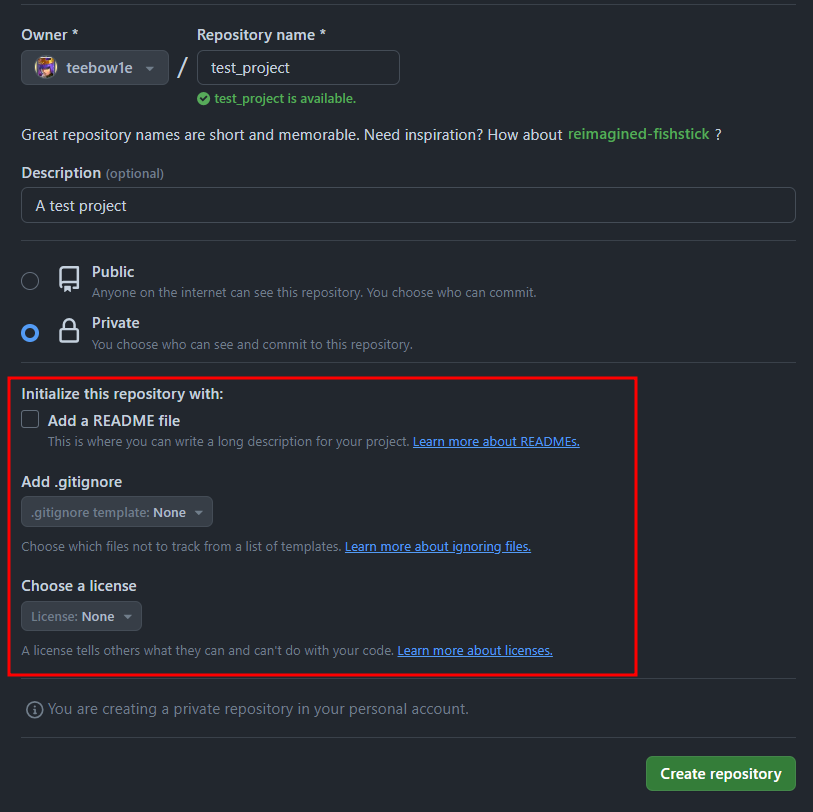 Owner *
Repository name *
teebow1e
/
test_project
test_project is available.
Great repository names are short and memorable. Need inspiration? How about reimagined-fishstick ?
Description (optional)
A test project
Public
Anyone on the internet can see this repository. You choose who can commit.
Private
You choose who can see and commit to this repository.
Initialize this repository with:
Add a README file
This is where you can write a long description for your project. Learn more about READMEs.
Add .gitignore
.gitignore template: None
Choose which files not to track from a list of templates. Learn more about ignoring files.
Choose a license
License: None
A license tells others what they can and can't do with your code. Learn more about licenses.
You are creating a private repository in your personal account.
Create repository